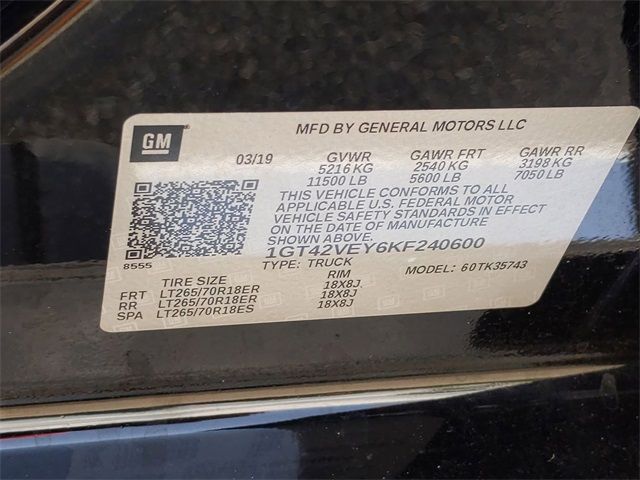 GM
MFD BY GENERAL MOTORS LLC
03/19 GVWR GAWR FRT GAWR RR
5216 KG 2540 KG 3198 KG
11500 LB 5600 LB 7050 LB
THIS VEHICLE CONFORMS TO ALL
APPLICABLE U.S. FEDERAL MOTOR
VEHICLE SAFETY STANDARDS IN EFFECT
ON THE DATE OF MANUFACTURE
SHOWN ABOVE.
1GT42VEY6KF240600
8555
TYPE: TRUCK MODEL: 60TK35743
TIRE SIZE RIM
FRT LT265/70R18ER 18X8J
RR LT265/70R18ER 18X8J
SPA LT265/70R18ES 18X8J